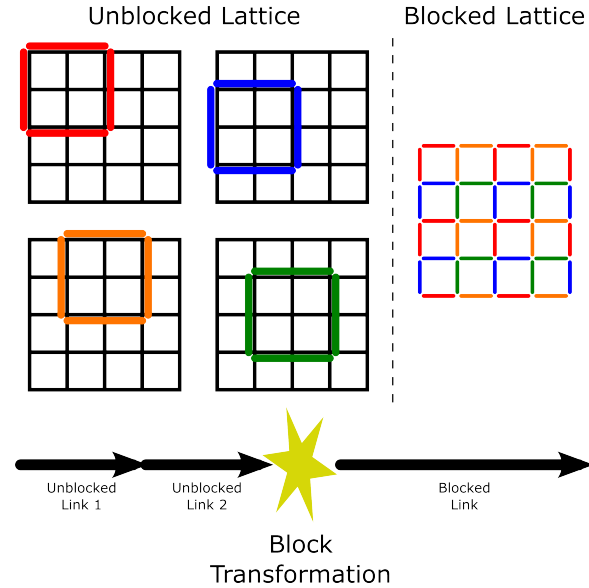 Unblocked Lattice
Blocked Lattice
Unblocked
Link 1
Unblocked
Link 2
Blocked
Link
Block
Transformation